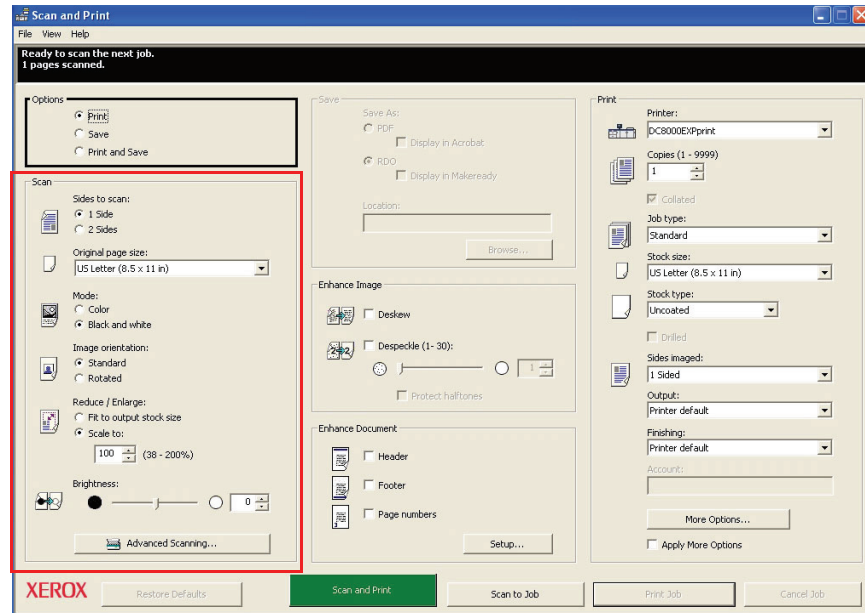 Scan and Print
File View Help
Ready to scan the next job.
1 pages scanned.
Options
Print
Save
Print and Save
Scan
Sides to scan:
1 Side
2 Sides
Original page size:
US Letter (8.5 x 11 in)
Mode:
Color
Black and white
Image orientation:
Standard
Rotated
Reduce / Enlarge:
Fit to output stock size
Scale to:
100 (38 - 200%)
Brightness:
0
Advanced Scanning...
Save
Save As:
PDF
Display in Acrobat
RDO
Display in Makeready
Location:
Browse...
Enhance Image
Deskew
Despeckle (1- 30):
1
Protect halftones
Enhance Document
Header
Footer
Page numbers
Setup...
Print
Printer:
DC8000EXPprint
Copies (1 - 9999)
1
Collated
Job type:
Standard
Stock size:
US Letter (8.5 x 11 in)
Stock type:
Uncoated
Drilled
Sides imaged:
1 Sided
Output:
Printer default
Finishing:
Printer default
Account:
More Options...
Apply More Options
XEROX
Restore Defaults
Scan and Print
Scan to Job
Print Job
Cancel Job